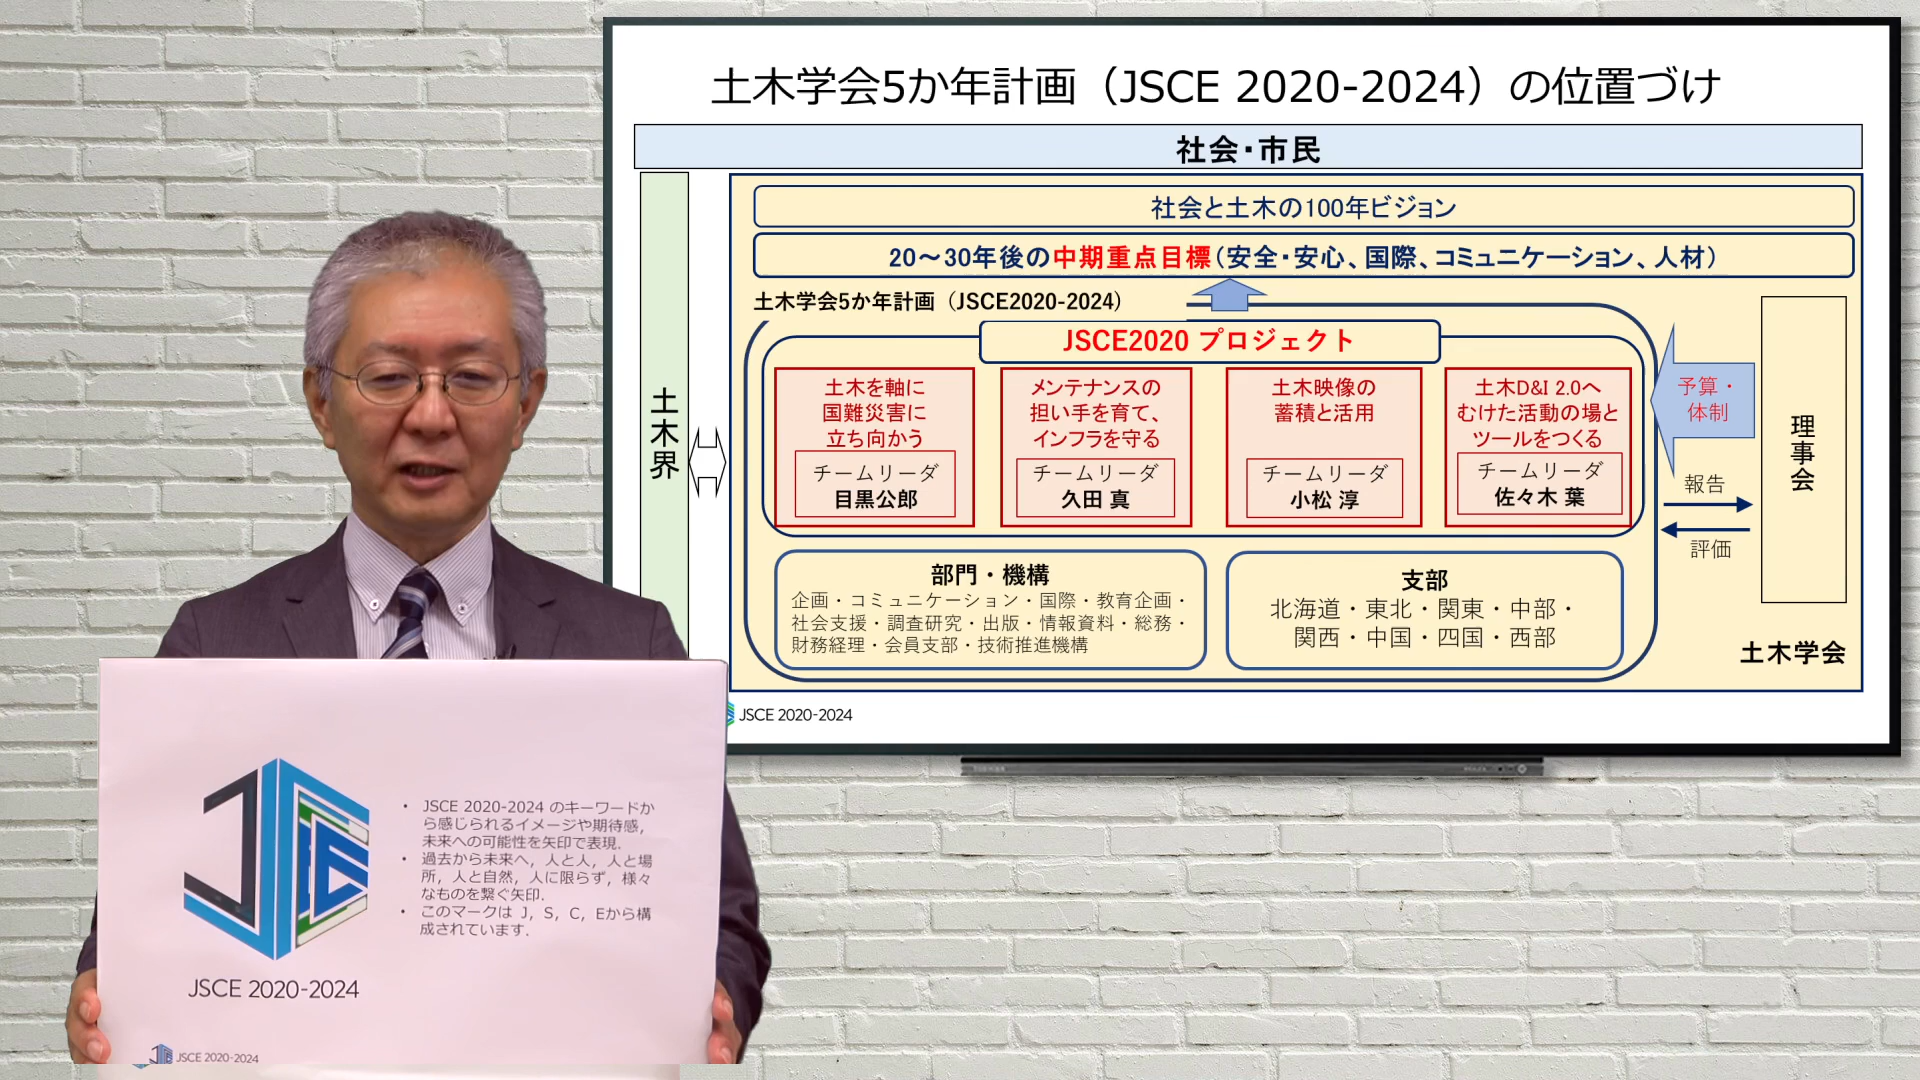 土木学会5か年計画（JSCE 2020-2024）の位置づけ
社会・市民
土木界
社会と土木の100年ビジョン
20～30年後の中期重点目標（安全・安心、国際、コミュニケーション、人材）
土木学会5か年計画（JSCE2020-2024）
JSCE2020 プロジェクト
土木を軸に
国難災害に
立ち向かう
チームリーダ
目黒公郎
メンテナンスの
担い手を育て、
インフラを守る
チームリーダ
久田 真
土木映像の
蓄積と活用
チームリーダ
小松 淳
土木D&I 2.0へ
むけた活動の場と
ツールをつくる
チームリーダ
佐々木 葉
予算・
体制
報告
評価
理事会
部門・機構
企画・コミュニケーション・国際・教育企画・
社会支援・調査研究・出版・情報資料・総務・
財務経理・会員支部・技術推進機構
支部
北海道・東北・関東・中部・
関西・中国・四国・西部
土木学会
JSCE 2020-2024
・ JSCE 2020-2024 のキーワードか
ら感じられるイメージや期待感，
未来への可能性を矢印で表現．
・ 過去から未来へ，人と人，人と場
所，人と自然，人に限らず，様々
なものを繋ぐ矢印．
・ このマークは J，S，C，Eから構
成されています．
JSCE 2020-2024
JSCE 2020-2024